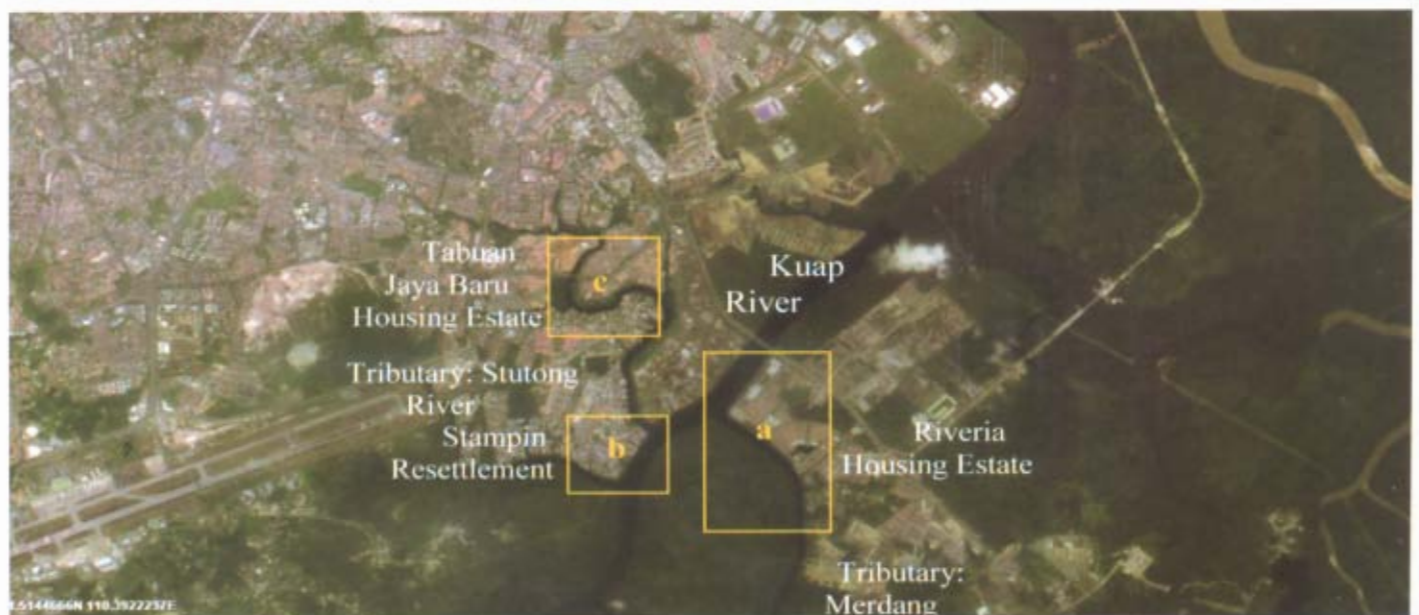 Tabuan
Jaya Baru
Housing Estate
c
Kuap
River
Tributary: Stutong
River
Stampin
Resettlement
b
a
Riveria
Housing Estate
Tributary:
Merdang